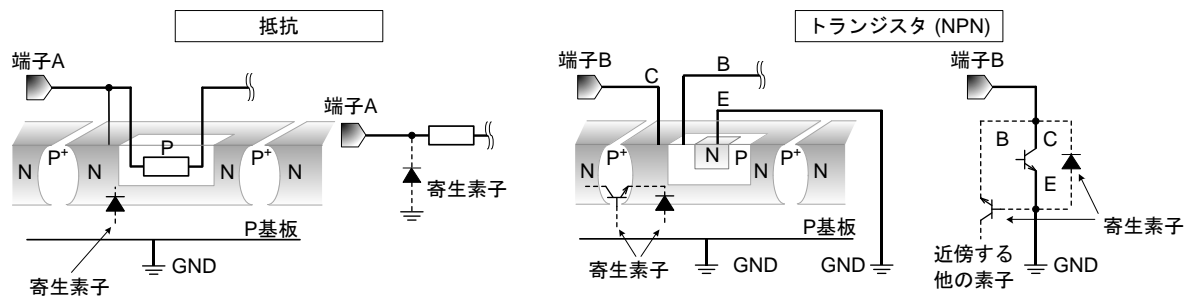 抵抗
トランジスタ (NPN)
端子A
端子A
N
P+
N
P
N
P+
N
寄生素子
P基板
GND
寄生素子
端子B
C
B
E
N
P+
N
N
P
N
P+
N
P基板
寄生素子
GND
GND
端子B
B
C
E
寄生素子
近傍する
他の素子
GND